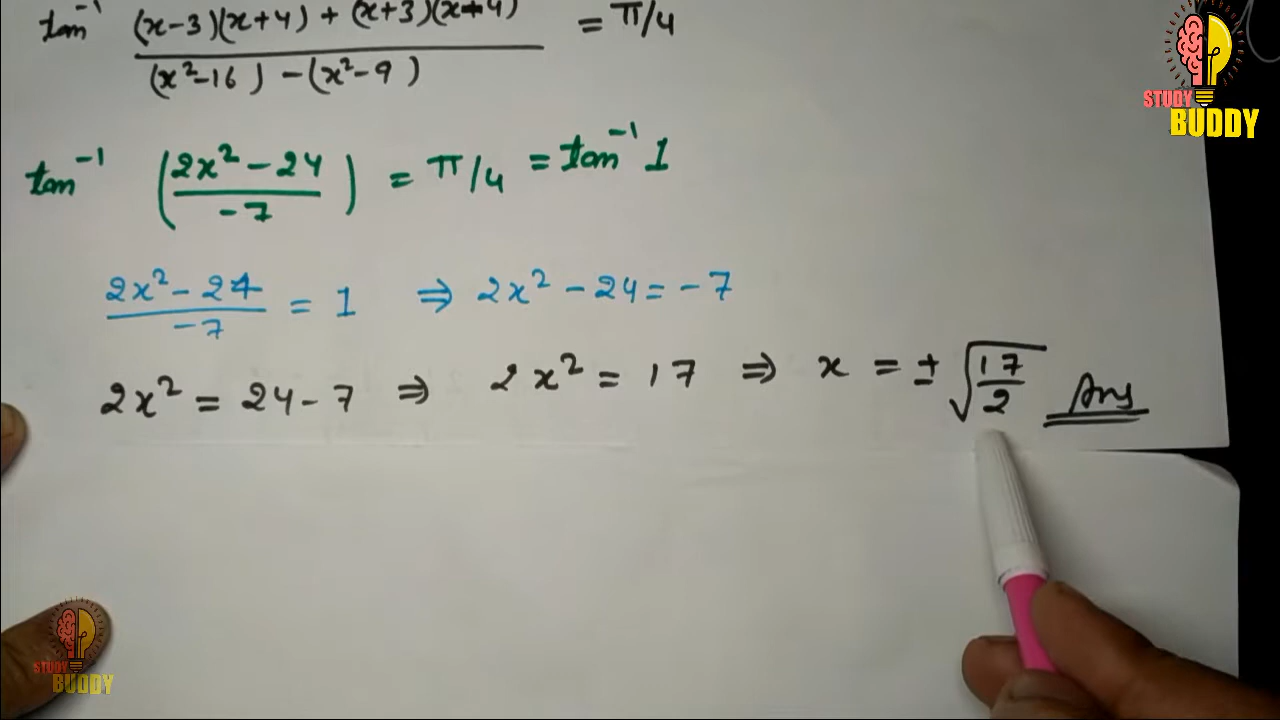 tan⁻¹ (x-3)(x+4) + (x+3)(x-4) / (x²-16) - (x²-9) = π/4
STUDY
BUDDY
tan⁻¹ (2x² - 24 / -7) = π/4 = tan⁻¹ 1
2x² - 24 / -7 = 1 ⇒ 2x² - 24 = -7
2x² = 24 - 7 ⇒ 2x² = 17 ⇒ x = ± √17/2 Ans
STUDY
BUDDY